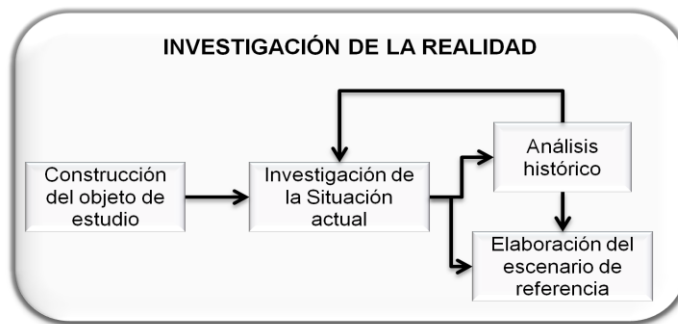 INVESTIGACIÓN DE LA REALIDAD
Construcción
del objeto de
estudio
Investigación de
la Situación
actual
Análisis
histórico
Elaboración del
escenario de
referencia